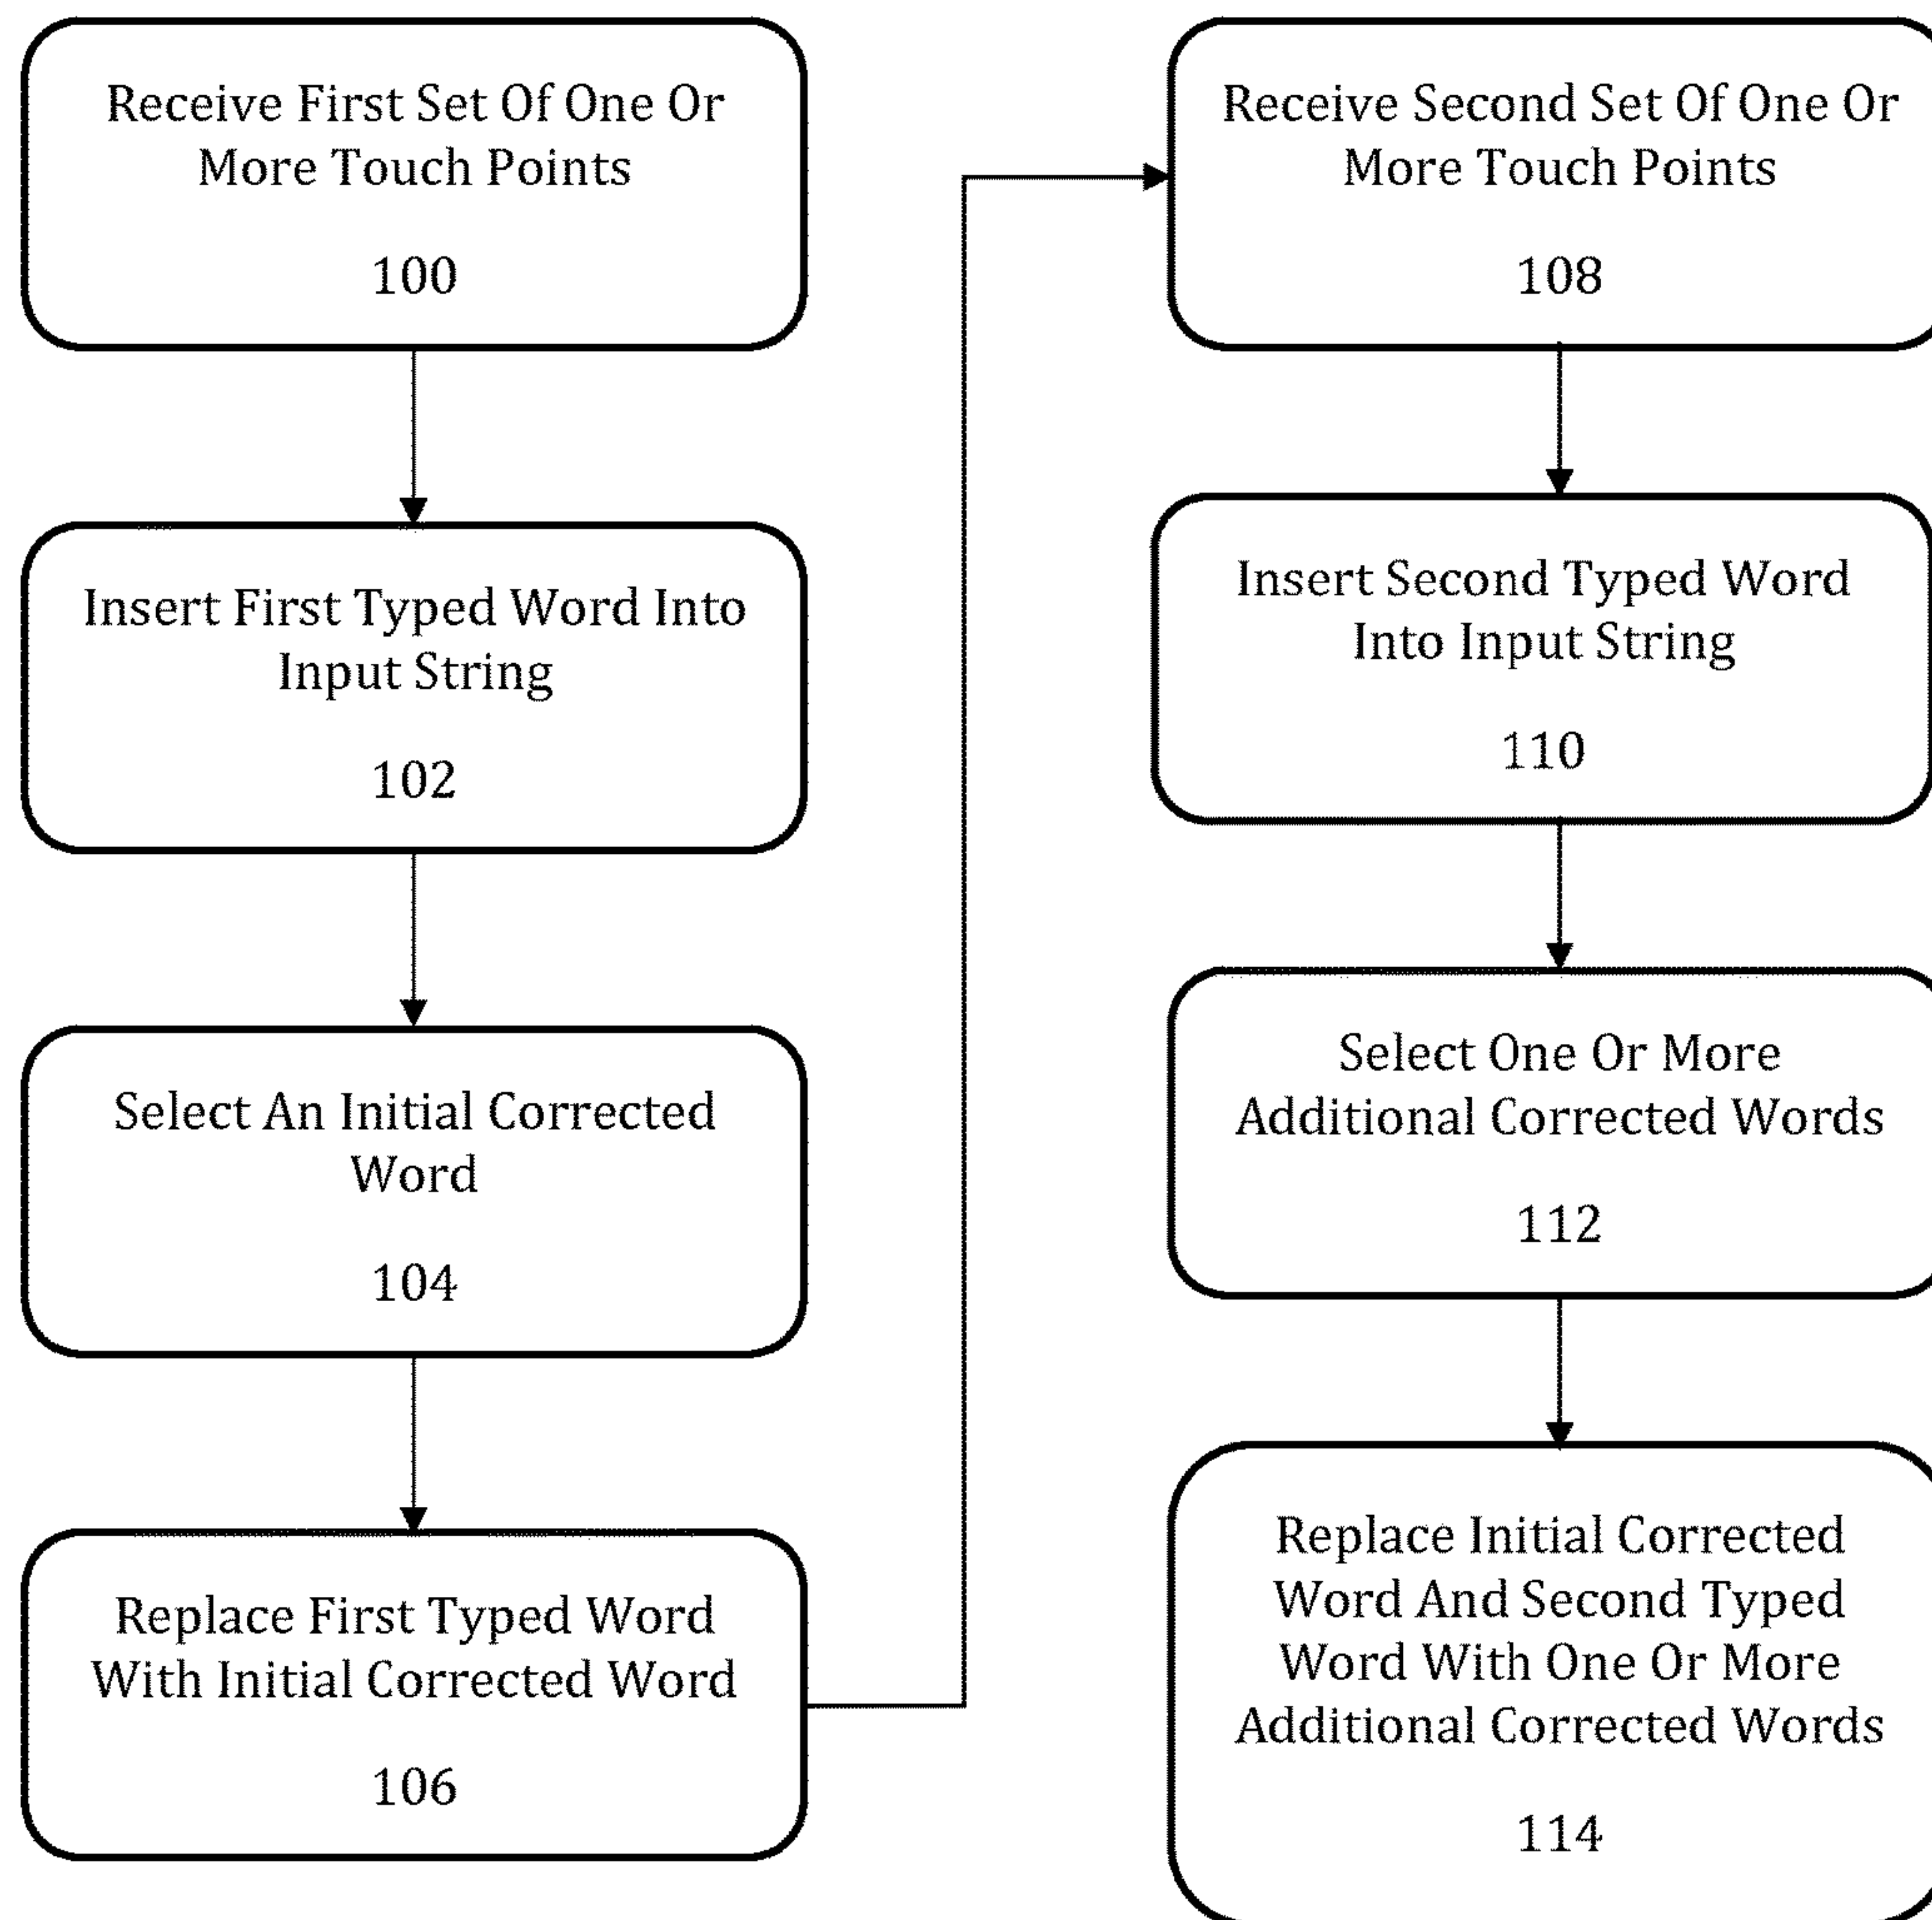 Receive First Set Of One Or
More Touch Points
100
Insert First Typed Word Into
Input String
102
Select An Initial Corrected
Word
104
Replace First Typed Word
With Initial Corrected Word
106
Receive Second Set Of One Or
More Touch Points
108
Insert Second Typed Word
Into Input String
110
Select One Or More
Additional Corrected Words
112
Replace Initial Corrected
Word And Second Typed
Word With One Or More
Additional Corrected Words
114